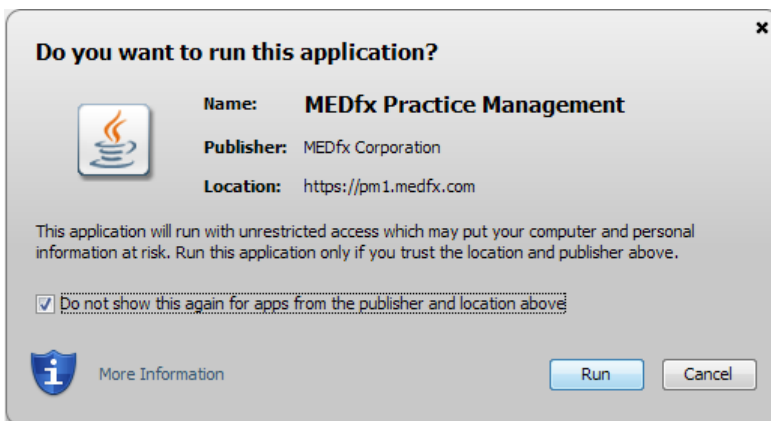 Do you want to run this application?
Name: MEDfx Practice Management
Publisher: MEDfx Corporation
Location: https://pm1.medfx.com
This application will run with unrestricted access which may put your computer and personal
information at risk. Run this application only if you trust the location and publisher above.
Do not show this again for apps from the publisher and location above
More Information
Run Cancel